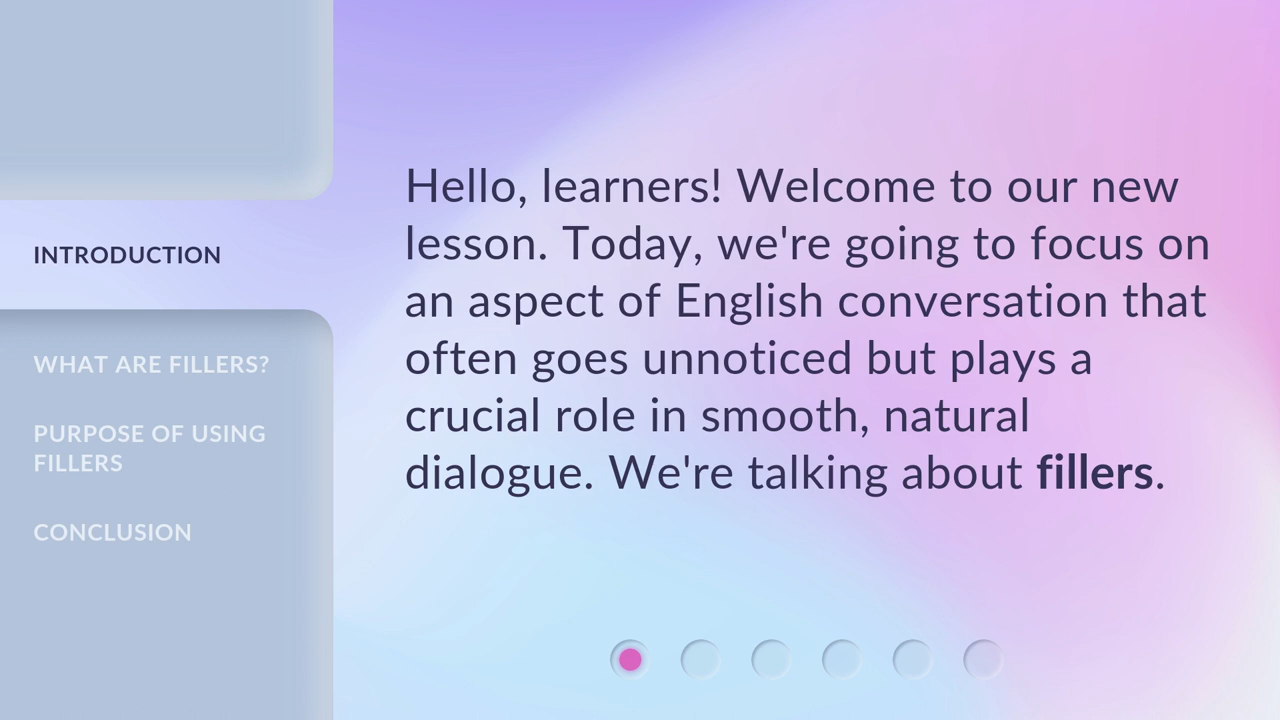 INTRODUCTION
WHAT ARE FILLERS?
PURPOSE OF USING
FILLERS
CONCLUSION
Hello, learners! Welcome to our new
lesson. Today, we're going to focus on
an aspect of English conversation that
often goes unnoticed but plays a
crucial role in smooth, natural
dialogue. We're talking about fillers.